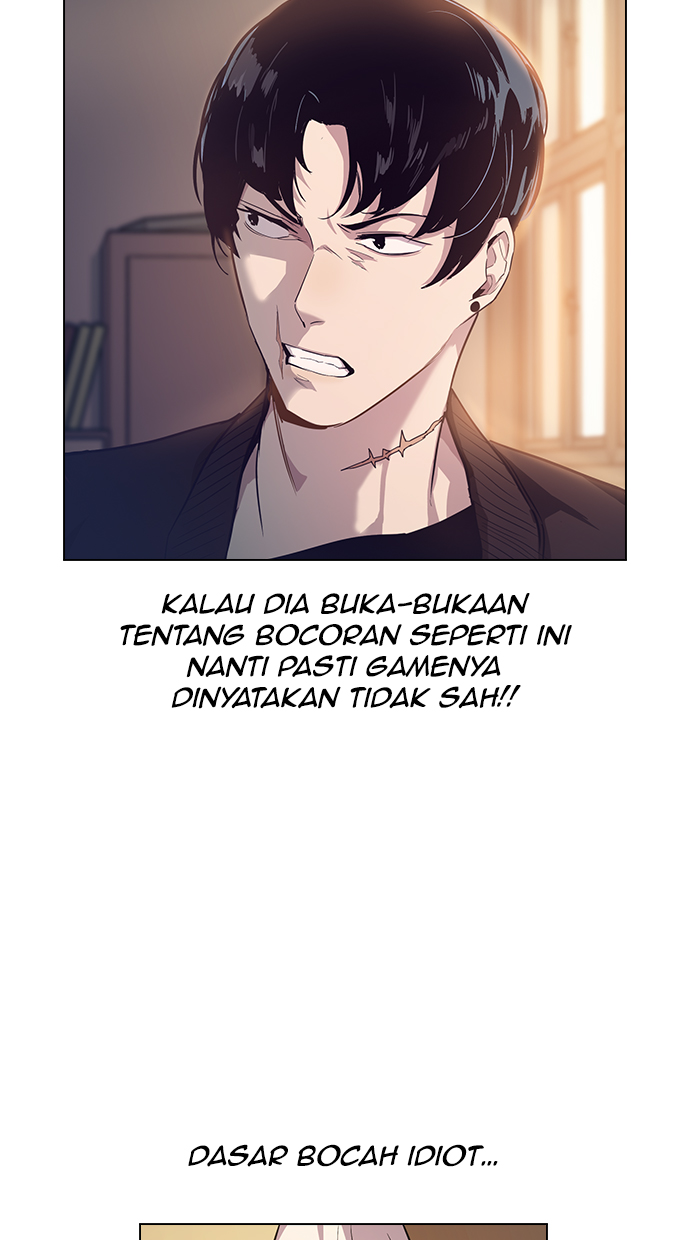 KALAU DIA BUKA-BUKAAN
TENTANG BOCORAN SEPERTI INI
NANTI PASTI GAMENYA
DINYATAKAN TIDAK SAH!!
DASAR BOCAH IDIOT...